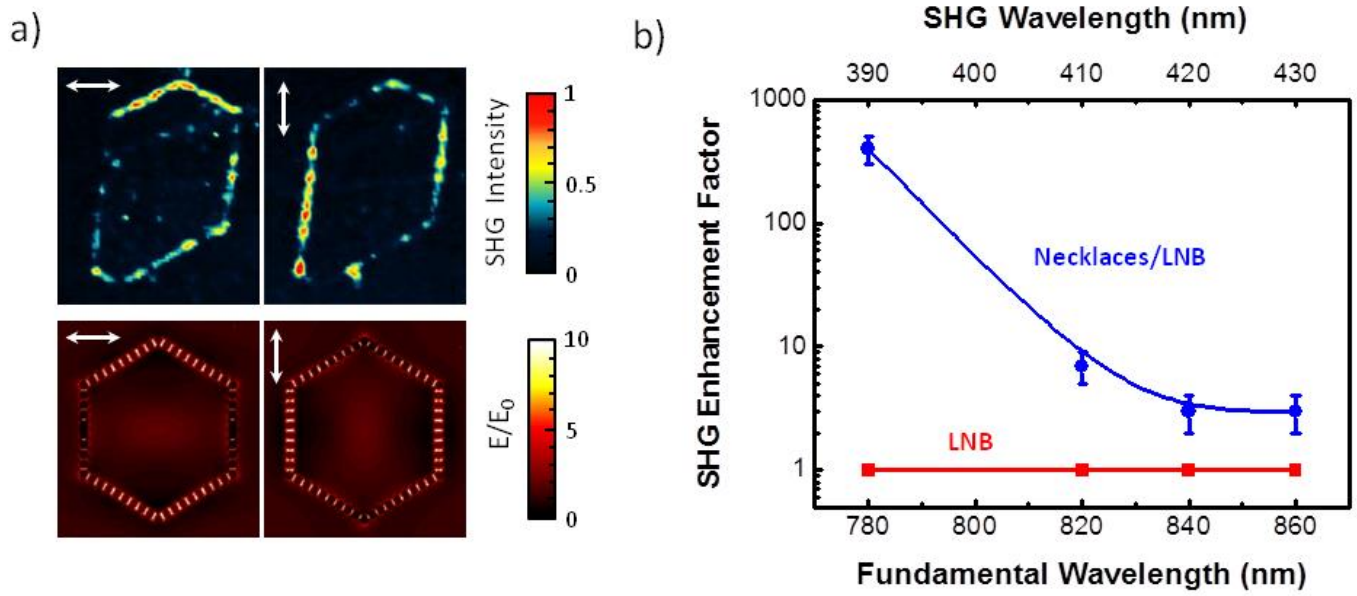 a)
SHG Intensity
1
0.5
0
E/E0
10
5
0
b)
SHG Wavelength (nm)
390 400 410 420 430
SHG Enhancement Factor
1000
100
10
1
Necklaces/LNB
LNB
780 800 820 840 860
Fundamental Wavelength (nm)